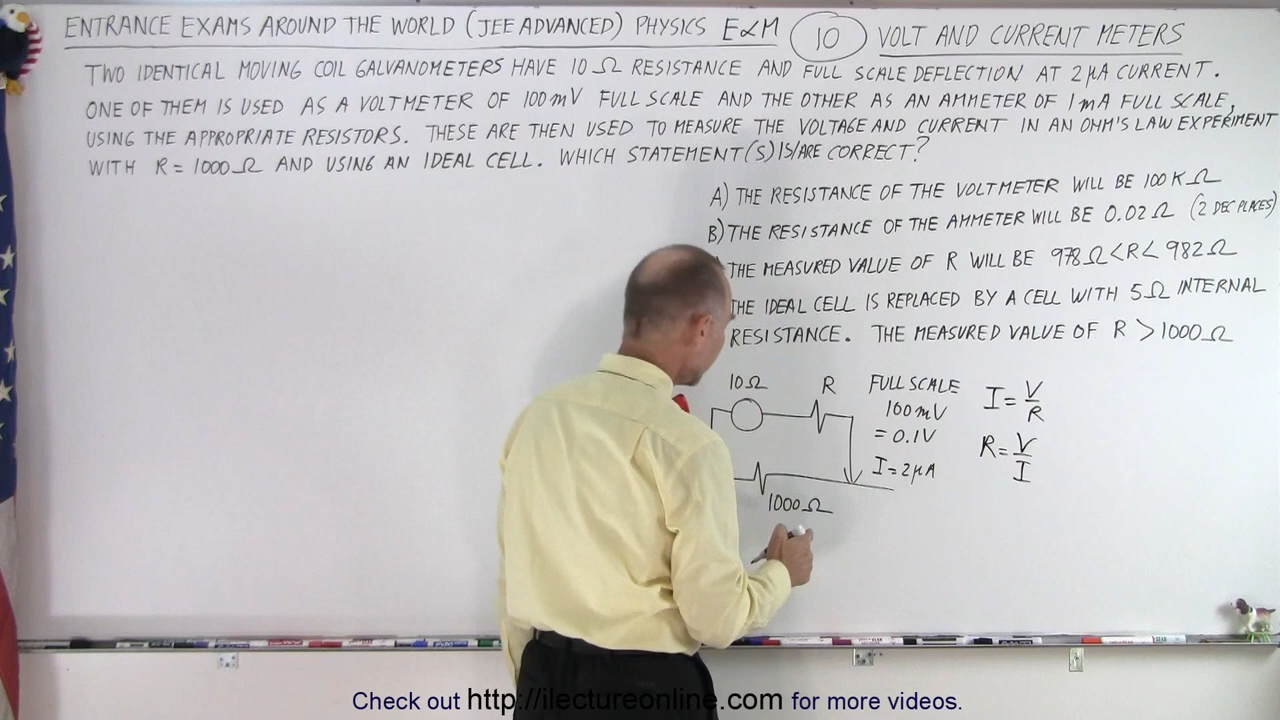 ENTRANCE EXAMS AROUND THE WORLD (JEE ADVANCED) PHYSICS E&M 10 VOLT AND CURRENT METERS
TWO IDENTICAL MOVING COIL GALVANOMETERS HAVE 10 Ω RESISTANCE AND FULL SCALE DEFLECTION AT 2 μA CURRENT.
ONE OF THEM IS USED AS A VOLTMETER OF 100 mV FULL SCALE AND THE OTHER AS AN AMMETER OF 1 mA FULL SCALE,
USING THE APPROPRIATE RESISTORS. THESE ARE THEN USED TO MEASURE THE VOLTAGE AND CURRENT IN AN OHM'S LAW EXPERIMENT
WITH R = 1000 Ω AND USING AN IDEAL CELL. WHICH STATEMENT(S) IS/ARE CORRECT?
A) THE RESISTANCE OF THE VOLTMETER WILL BE 100 K Ω
B) THE RESISTANCE OF THE AMMETER WILL BE 0.02 Ω (2 DEC PLACES)
THE MEASURED VALUE OF R WILL BE 978 Ω < R < 982 Ω
THE IDEAL CELL IS REPLACED BY A CELL WITH 5 Ω INTERNAL
RESISTANCE. THE MEASURED VALUE OF R > 1000 Ω
10 Ω R FULL SCALE
100 mV
= 0.1 V
I = 2 μA
I = V/R
R = V/I
1000 Ω
Check out http://ilectureonline.com for more videos.